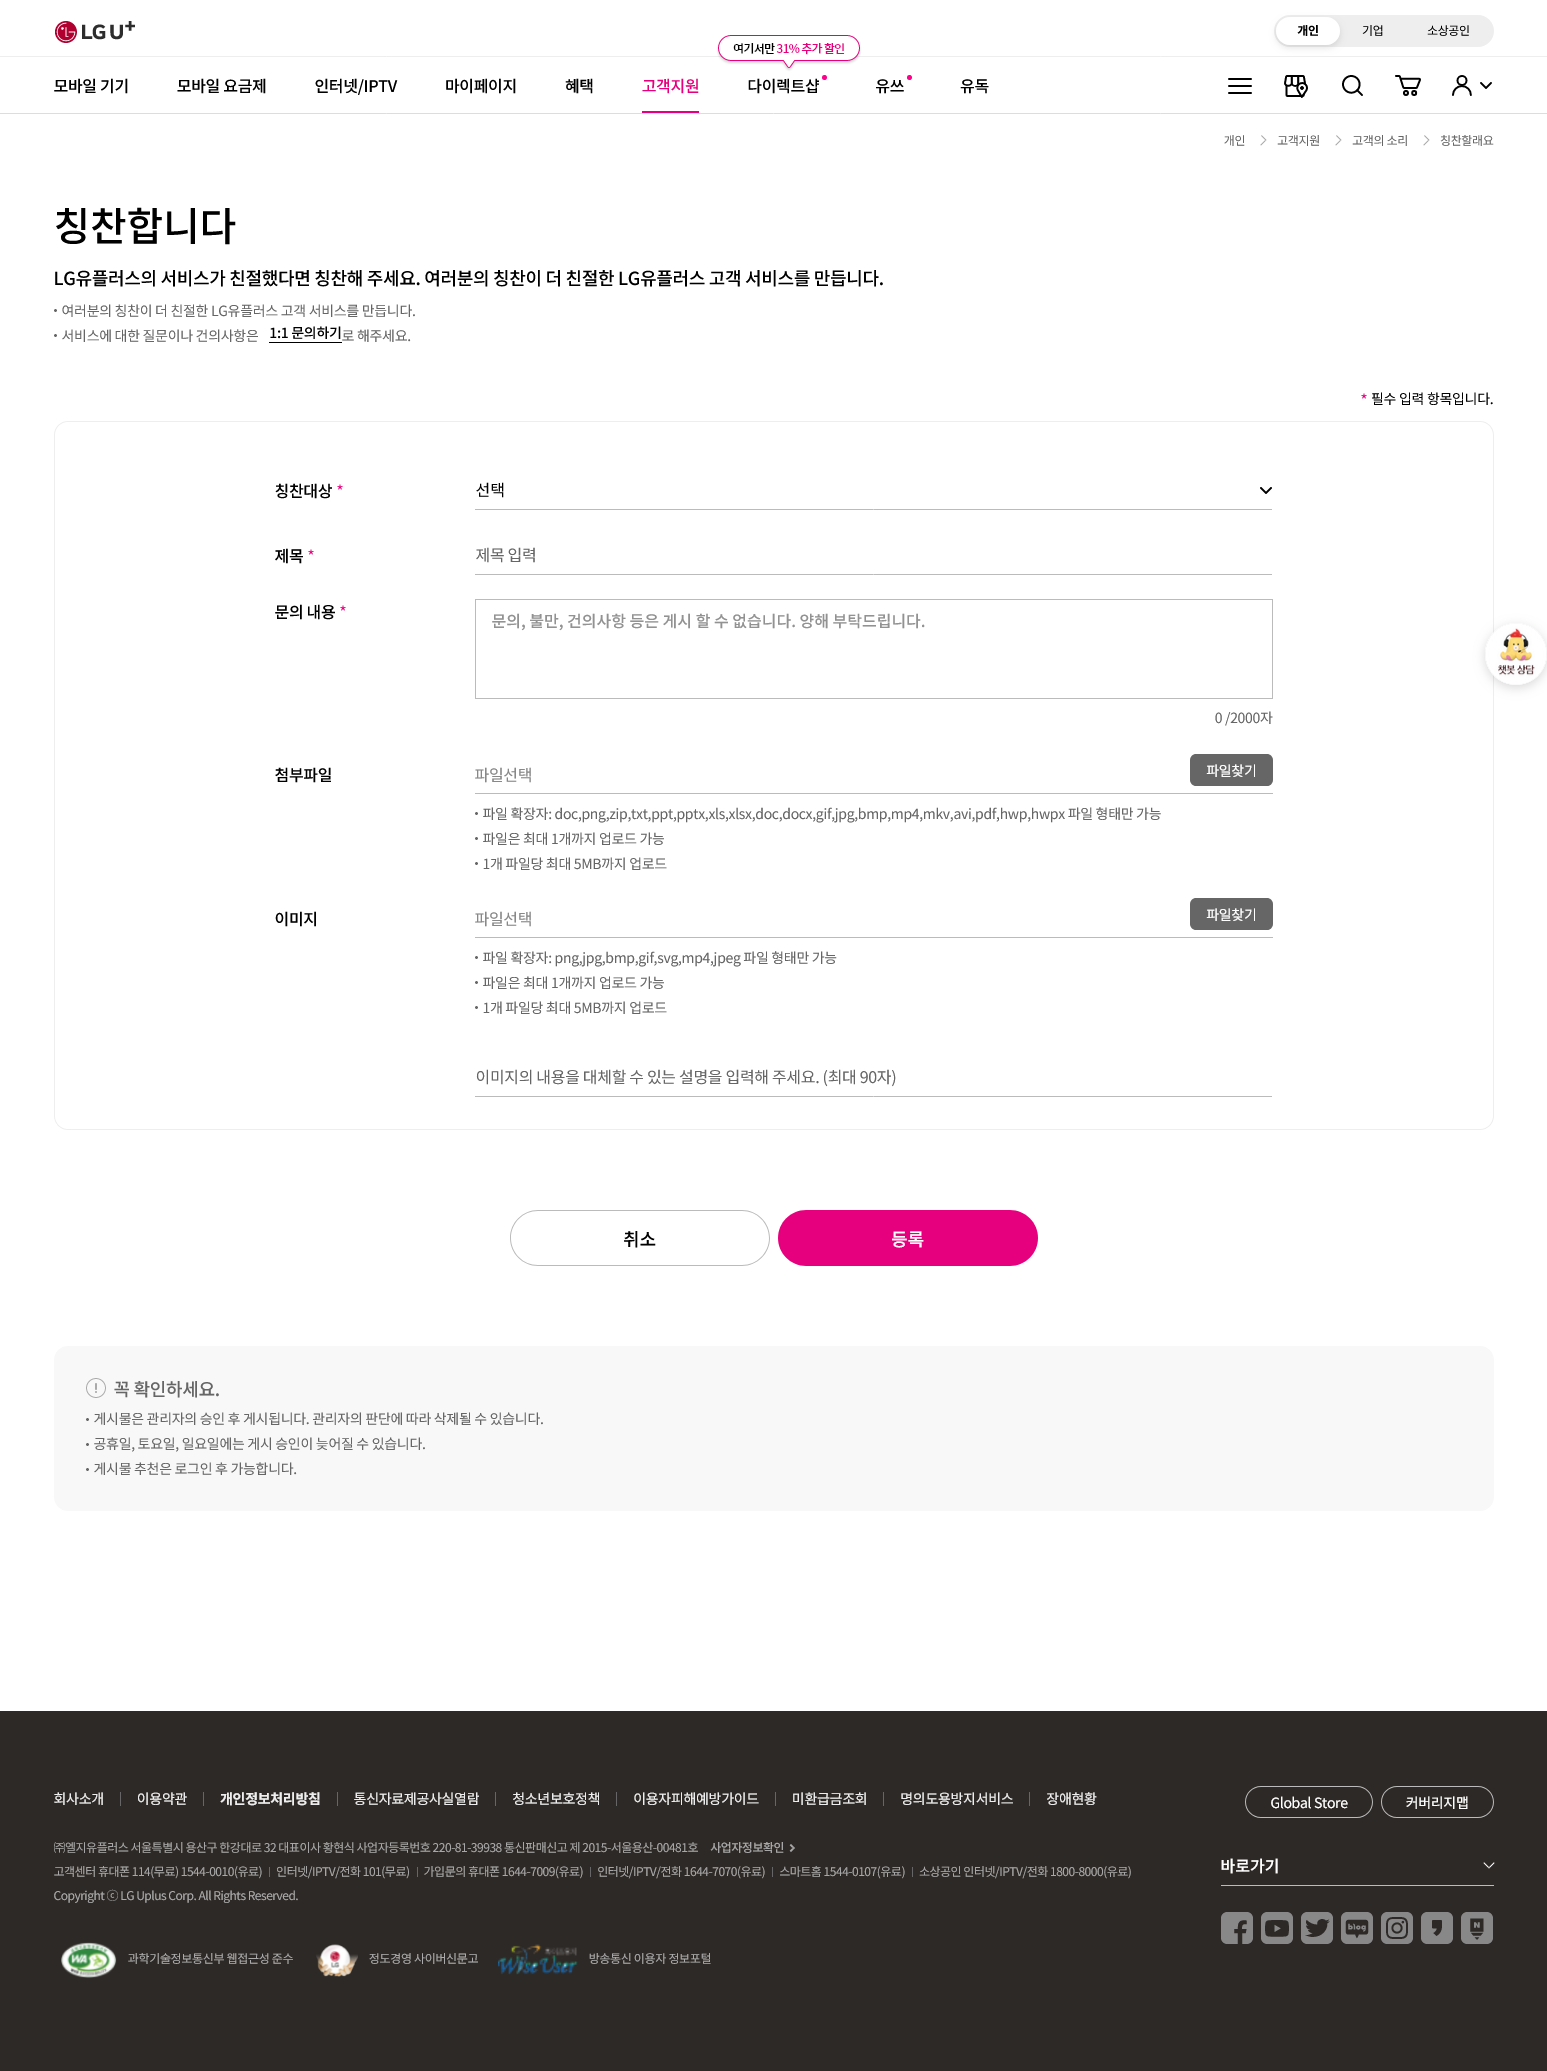 LG U+
개인
기업
소상공인
여기서만 31% 추가 할인
모바일 기기
모바일 요금제
인터넷/IPTV
마이페이지
혜택
고객지원
다이렉트샵
유쓰
유독
개인
고객지원
고객의 소리
칭찬할래요
칭찬합니다
LG유플러스의 서비스가 친절했다면 칭찬해 주세요. 여러분의 칭찬이 더 친절한 LG유플러스 고객 서비스를 만듭니다.
• 여러분의 칭찬이 더 친절한 LG유플러스 고객 서비스를 만듭니다.
• 서비스에 대한 질문이나 건의사항은 1:1 문의하기로 해주세요.
* 필수 입력 항목입니다.
칭찬대상 *
선택
제목 *
제목 입력
문의 내용 *
문의, 불만, 건의사항 등은 게시 할 수 없습니다. 양해 부탁드립니다.
0 /2000자
첨부파일
파일선택
파일찾기
• 파일 확장자: doc,png,zip,txt,ppt,pptx,xls,xlsx,doc,docx,gif,jpg,bmp,mp4,mkv,avi,pdf,hwp,hwpx 파일 형태만 가능
• 파일은 최대 1개까지 업로드 가능
• 1개 파일당 최대 5MB까지 업로드
이미지
파일선택
파일찾기
• 파일 확장자: png,jpg,bmp,gif,svg,mp4,jpeg 파일 형태만 가능
• 파일은 최대 1개까지 업로드 가능
• 1개 파일당 최대 5MB까지 업로드
이미지의 내용을 대체할 수 있는 설명을 입력해 주세요. (최대 90자)
챗봇 상담
취소
등록
꼭 확인하세요.
• 게시물은 관리자의 승인 후 게시됩니다. 관리자의 판단에 따라 삭제될 수 있습니다.
• 공휴일, 토요일, 일요일에는 게시 승인이 늦어질 수 있습니다.
• 게시물 추천은 로그인 후 가능합니다.
회사소개
이용약관
개인정보처리방침
통신자료제공사실열람
청소년보호정책
이용자피해예방가이드
미환급금조회
명의도용방지서비스
장애현황
Global Store
커버리지맵
㈜엘지유플러스 서울특별시 용산구 한강대로 32 대표이사 황현식 사업자등록번호 220-81-39938 통신판매신고 제 2015-서울용산-00481호 사업자정보확인
고객센터 휴대폰 114(무료) 1544-0010(유료) | 인터넷/IPTV/전화 101(무료) | 가입문의 휴대폰 1644-7009(유료) | 인터넷/IPTV/전화 1644-7070(유료) | 스마트홈 1544-0107(유료) | 소상공인 인터넷/IPTV/전화 1800-8000(유료)
Copyright ⓒ LG Uplus Corp. All Rights Reserved.
바로가기
blog
N
WA
과학기술정보통신부 웹접근성 준수
LG
정도경영 사이버신문고
Wise User
방송통신 이용자 정보포털